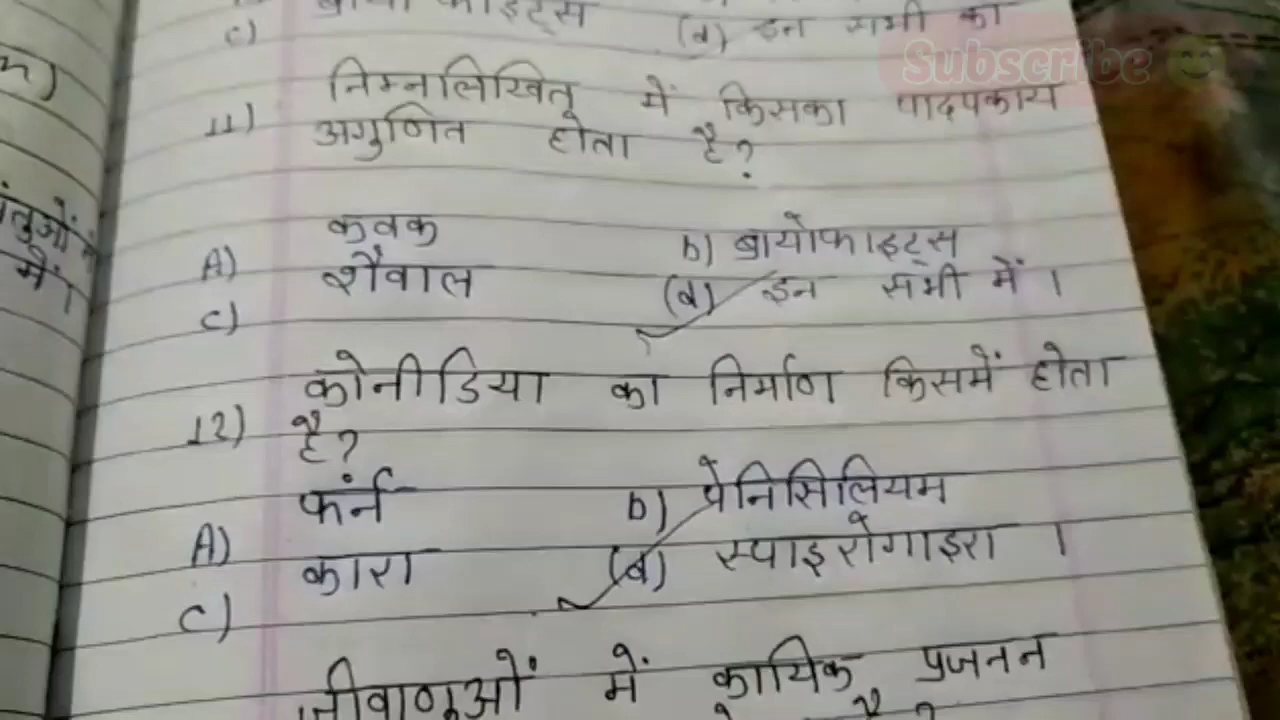 c) ब्रायोफाइट्स (d) इन सभी का
Subscribe
11) निम्नलिखित में किसका पादपकाय
अगुणित होता है?
A) कवक b) ब्रायोफाइट्स
c) शैवाल (d) इन सभी में ।
12) कोनीडिया का निर्माण किसमें होता
है?
A) फर्न b) पेनिसिलियम
c) कारा (d) स्पाइरोगाइरा ।
जीवाणुओं में कायिक प्रजनन
है?
में ।